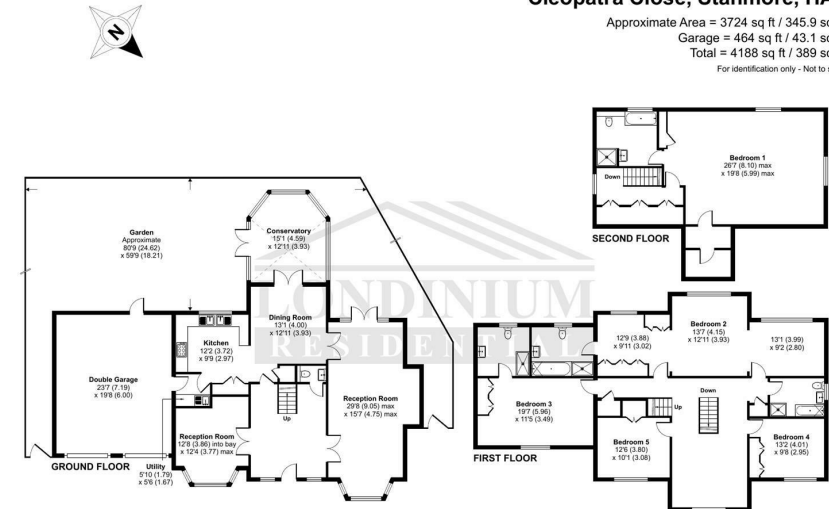 Cleopatra Close, Stanmore, HA
Approximate Area = 3724 sq ft / 345.9 sq
Garage = 464 sq ft / 43.1 sq
Total = 4188 sq ft / 389 sq
For identification only - Not to s
N
Bedroom 1
26'7 (8.10) max
x 19'8 (5.99) max
Down
SECOND FLOOR
Garden
Approximate
80'9 (24.62)
x 59'9 (18.21)
Conservatory
15'1 (4.59)
x 12'11 (3.93)
LONDINIUM
RESIDENTIAL
Dining Room
13'1 (4.00)
x 12'11 (3.93)
Kitchen
12'2 (3.72)
x 9'9 (2.97)
Double Garage
23'7 (7.19)
x 19'8 (6.00)
Reception Room
29'8 (9.05) max
x 15'7 (4.75) max
Up
Reception Room
12'8 (3.86) into bay
x 12'4 (3.77) max
GROUND FLOOR
Utility
5'10 (1.79)
x 5'6 (1.67)
Bedroom 2
13'7 (4.15)
x 12'11 (3.93)
12'9 (3.88)
x 9'11 (3.02)
13'1 (3.99)
x 9'2 (2.80)
Down
Up
Bedroom 3
19'7 (5.96)
x 11'5 (3.49)
Bedroom 5
12'6 (3.80)
x 10'1 (3.08)
Bedroom 4
13'2 (4.01)
x 9'8 (2.95)
FIRST FLOOR